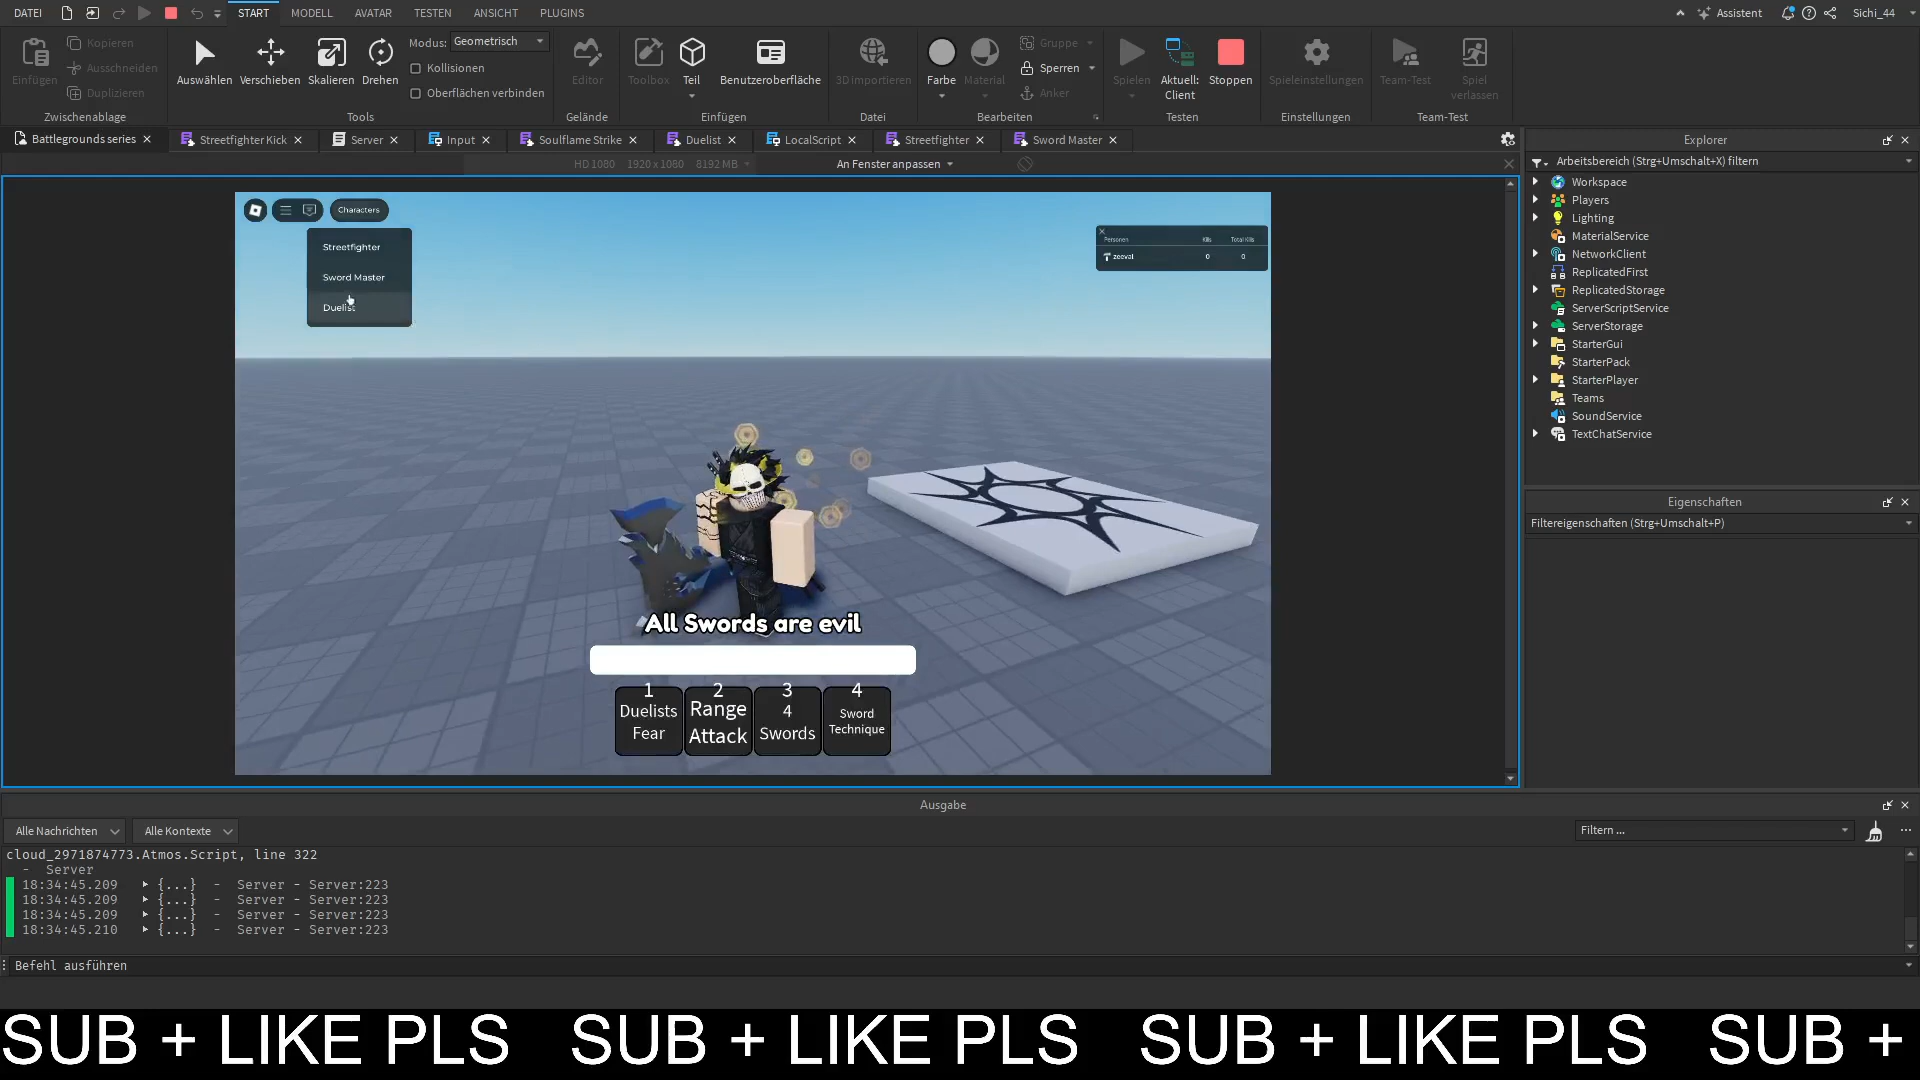 DATEI START MODELL AVATAR TESTEN ANSICHT PLUGINS Assistent Sichi_44
Einfügen Kopieren Ausschneiden Duplizieren Auswählen Verschieben Skalieren Drehen Modus: Geometrisch Kollisionen Oberflächen verbinden Editor Toolbox Teil Benutzeroberfläche 3D importieren Farbe Material Gruppe Sperren Anker Spielen Aktuell: Client Stoppen Spieleinstellungen Team-Test Spiel verlassen
Zwischenablage Tools Gelände Einfügen Datei Bearbeiten Testen Einstellungen Team-Test
Battlegrounds series Streetfighter Kick Server Input Soulflame Strike Duelist LocalScript Streetfighter Sword Master
HD 1080 1920 x 1080 8192 MB An Fenster anpassen
Characters
Streetfighter
Sword Master
Duelist
Personen Kills Total Kills
zeeval 0 0
All Swords are evil
1 2 3 4
Duelists Fear
Range Attack
4 Swords
Sword Technique
Explorer
Arbeitsbereich (Strg+Umschalt+X) filtern
Workspace
Players
Lighting
MaterialService
NetworkClient
ReplicatedFirst
ReplicatedStorage
ServerScriptService
ServerStorage
StarterGui
StarterPack
StarterPlayer
Teams
SoundService
TextChatService
Eigenschaften
Filtereigenschaften (Strg+Umschalt+P)
Ausgabe
Alle Nachrichten Alle Kontexte Filtern ...
cloud_2971874773.Atmos.Script, line 322
- Server
18:34:45.209 {...} - Server - Server:223
18:34:45.209 {...} - Server - Server:223
18:34:45.209 {...} - Server - Server:223
18:34:45.210 {...} - Server - Server:223
Befehl ausführen
SUB + LIKE PLS SUB + LIKE PLS SUB + LIKE PLS SUB +